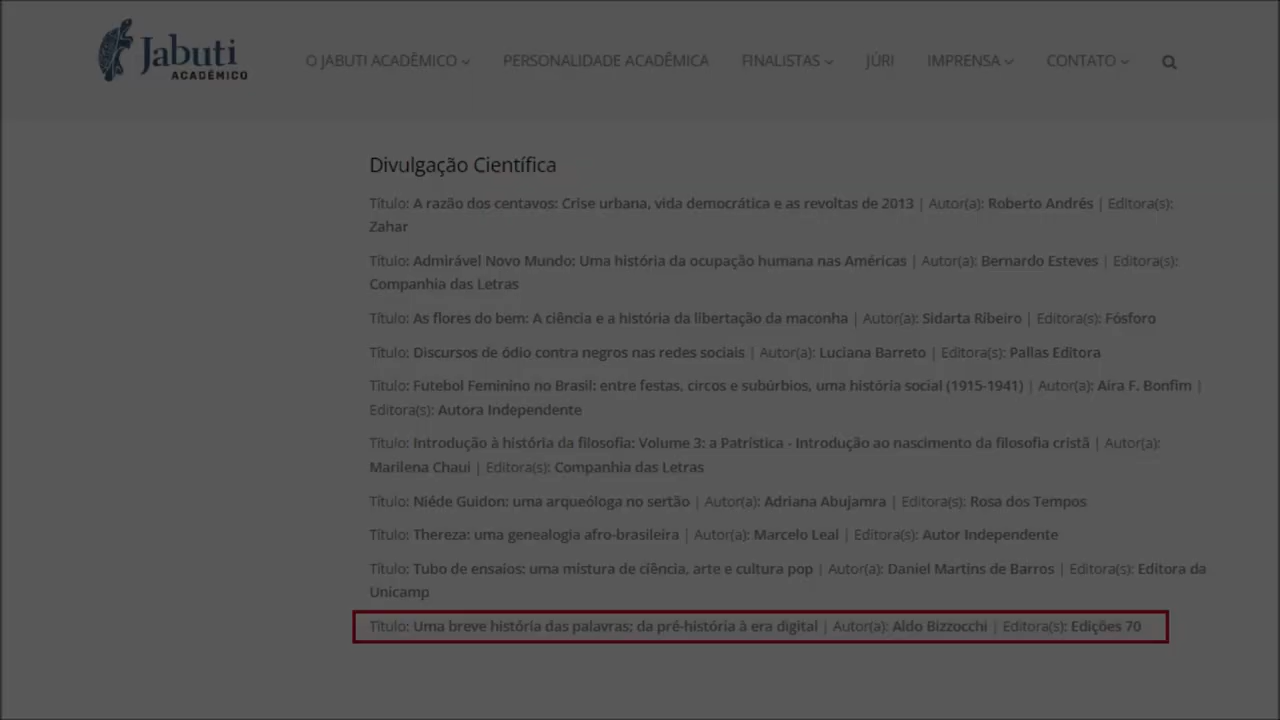 Jabuti
ACADÊMICO
O JABUTI ACADÊMICO
PERSONALIDADE ACADÊMICA
FINALISTAS
JÚRI
IMPRENSA
CONTATO
Divulgação Científica
Título: A razão dos centavos: Crise urbana, vida democrática e as revoltas de 2013 | Autor(a): Roberto Andrés | Editora(s):
Zahar
Título: Admirável Novo Mundo: Uma história da ocupação humana nas Américas | Autor(a): Bernardo Esteves | Editora(s):
Companhia das Letras
Título: As flores do bem: A ciência e a história da libertação da maconha | Autor(a): Sidarta Ribeiro | Editora(s): Fósforo
Título: Discursos de ódio contra negros nas redes sociais | Autor(a): Luciana Barreto | Editora(s): Pallas Editora
Título: Futebol Feminino no Brasil: entre festas, circos e subúrbios, uma história social (1915-1941) | Autor(a): Aira F. Bonfim |
Editora(s): Autora Independente
Título: Introdução à história da filosofia: Volume 3: a Patrística - Introdução ao nascimento da filosofia cristã | Autor(a):
Marilena Chaui | Editora(s): Companhia das Letras
Título: Niéde Guidon: uma arqueóloga no sertão | Autor(a): Adriana Abujamra | Editora(s): Rosa dos Tempos
Título: Thereza: uma genealogia afro-brasileira | Autor(a): Marcelo Leal | Editora(s): Autor Independente
Título: Tubo de ensaios: uma mistura de ciência, arte e cultura pop | Autor(a): Daniel Martins de Barros | Editora(s): Editora da
Unicamp
Título: Uma breve história das palavras: da pré-história à era digital | Autor(a): Aldo Bizzocchi | Editora(s): Edições 70